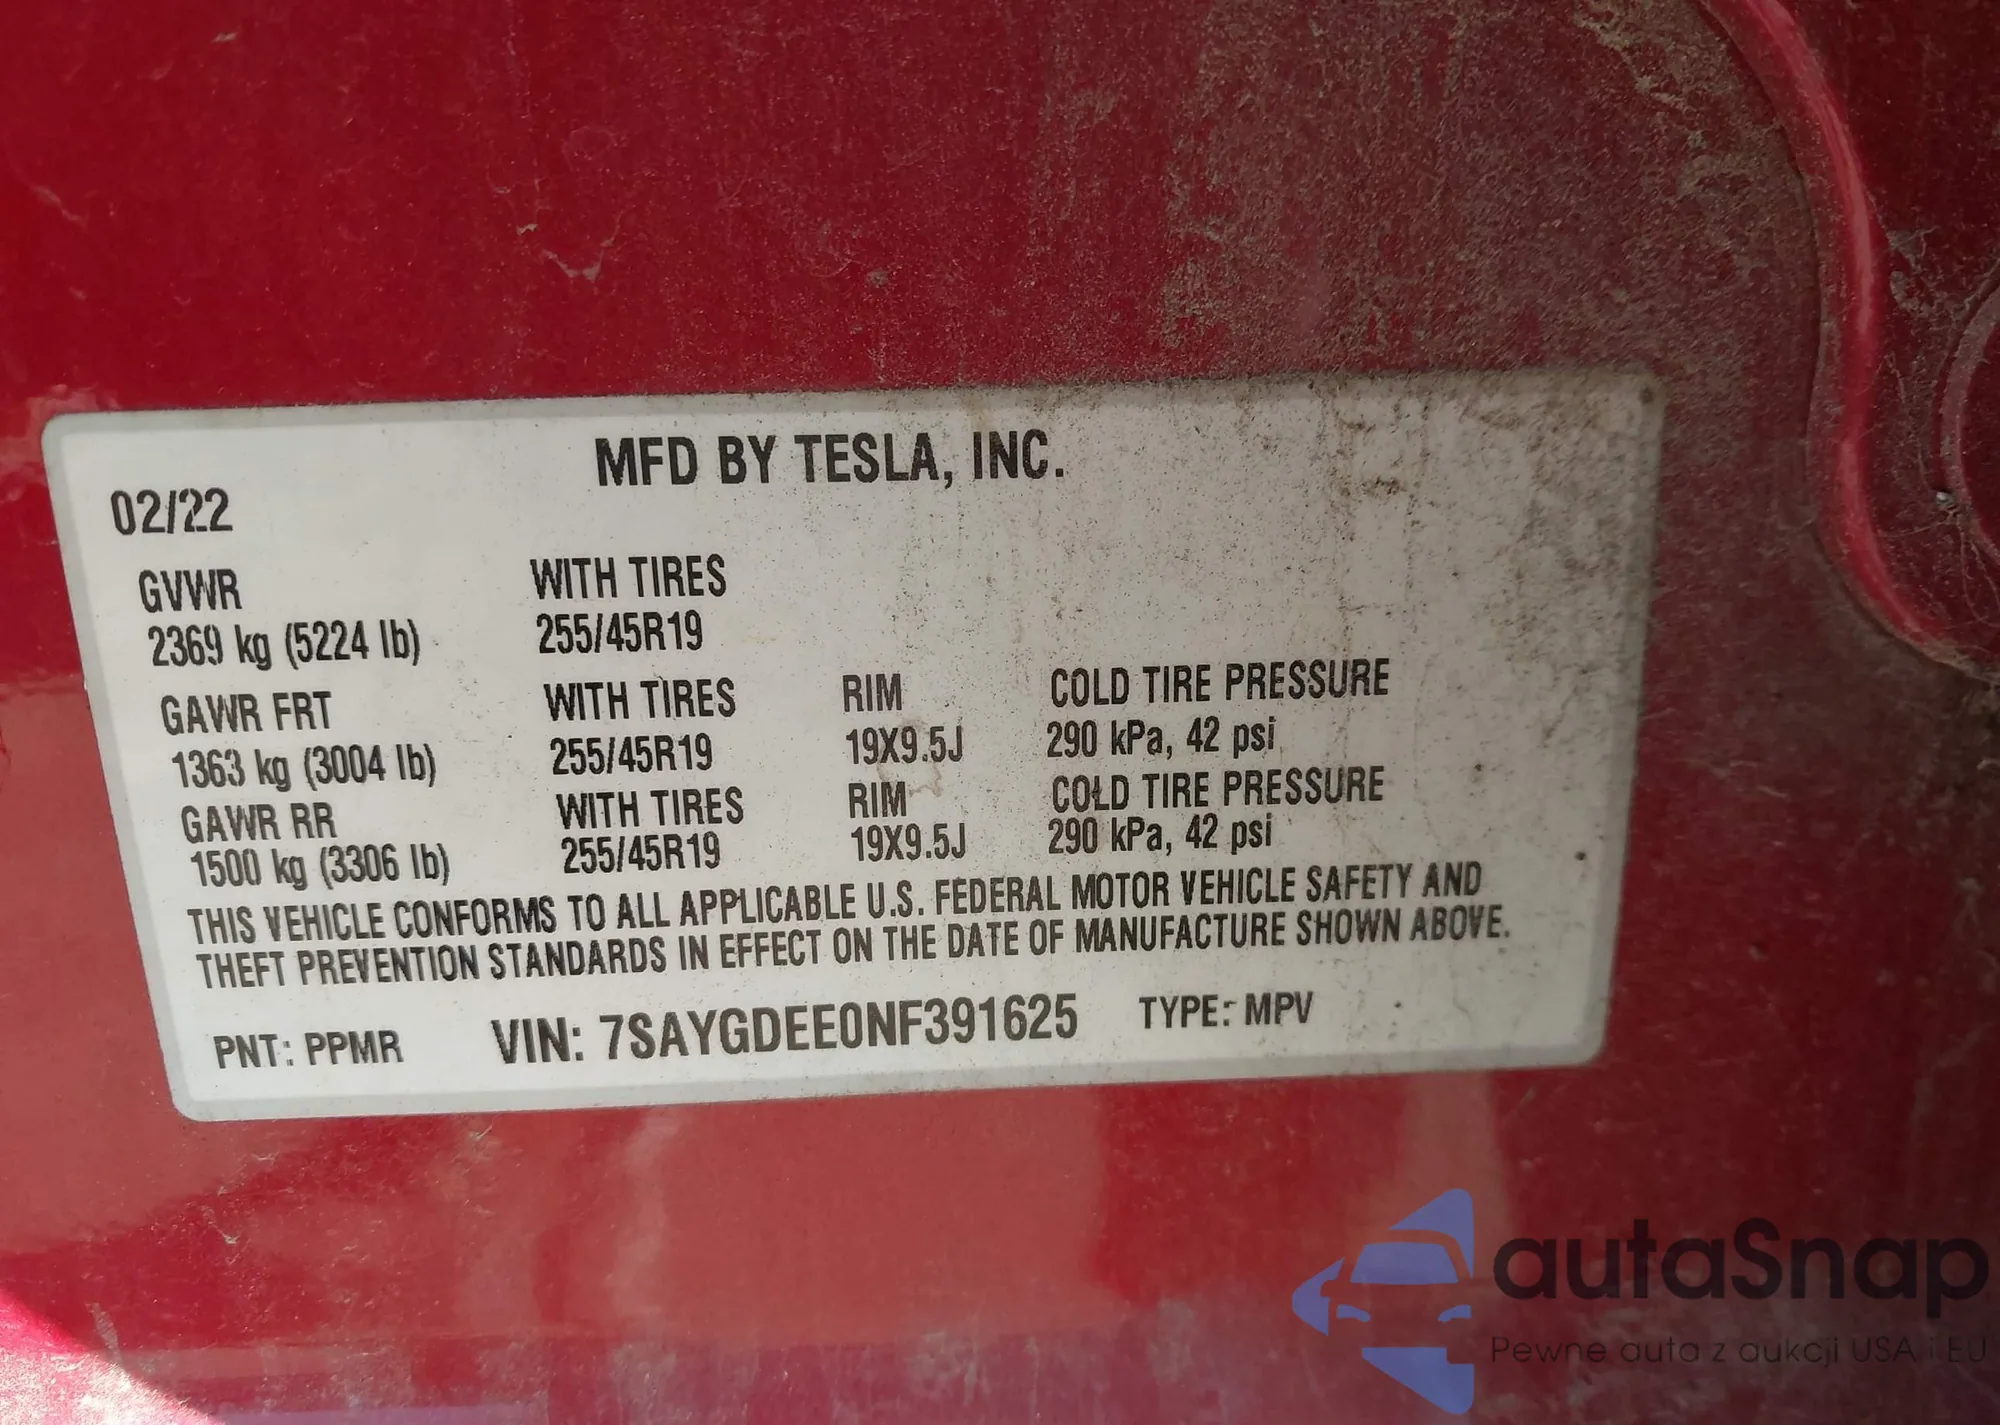 MFD BY TESLA, INC.
02/22
GVWR WITH TIRES
2369 kg (5224 lb) 255/45R19
GAWR FRT WITH TIRES RIM COLD TIRE PRESSURE
1363 kg (3004 lb) 255/45R19 19X9.5J 290 kPa, 42 psi
GAWR RR WITH TIRES RIM COLD TIRE PRESSURE
1500 kg (3306 lb) 255/45R19 19X9.5J 290 kPa, 42 psi
THIS VEHICLE CONFORMS TO ALL APPLICABLE U.S. FEDERAL MOTOR VEHICLE SAFETY AND
THEFT PREVENTION STANDARDS IN EFFECT ON THE DATE OF MANUFACTURE SHOWN ABOVE.
PNT: PPMR VIN: 7SAYGDEE0NF391625 TYPE: MPV
autaSnap
Pewne auta z aukcji USA i EU